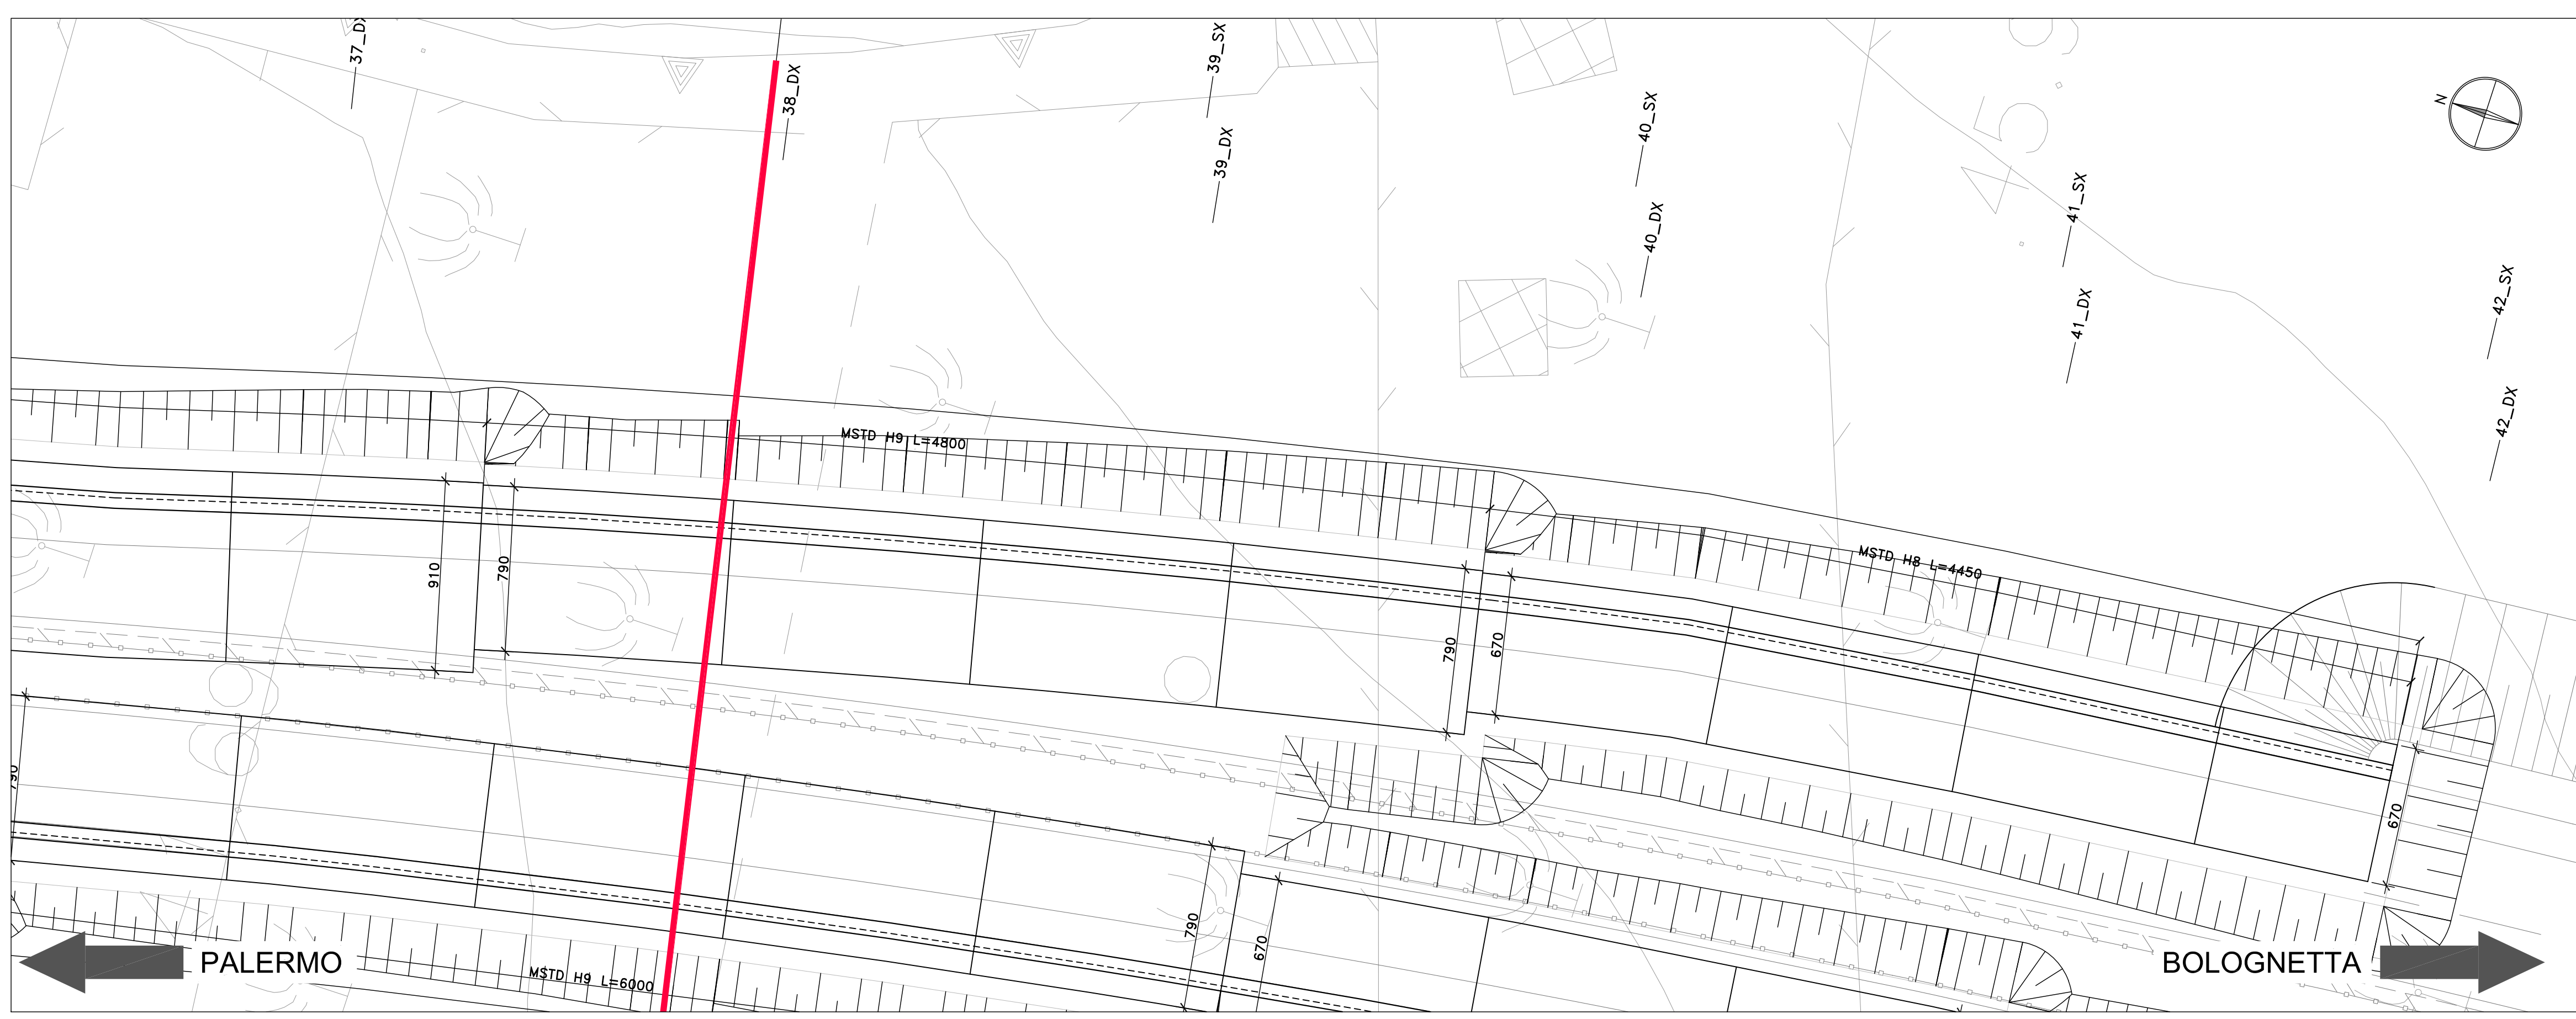 37_DX
38_DX
39_SX
39_DX
40_SX
40_DX
41_SX
41_DX
42_SX
42_DX
N
MSTD H9 L=4800
MSTD H8 L=4450
910
790
790
670
670
790
670
MSTD H9 L=6000
PALERMO
BOLOGNETTA